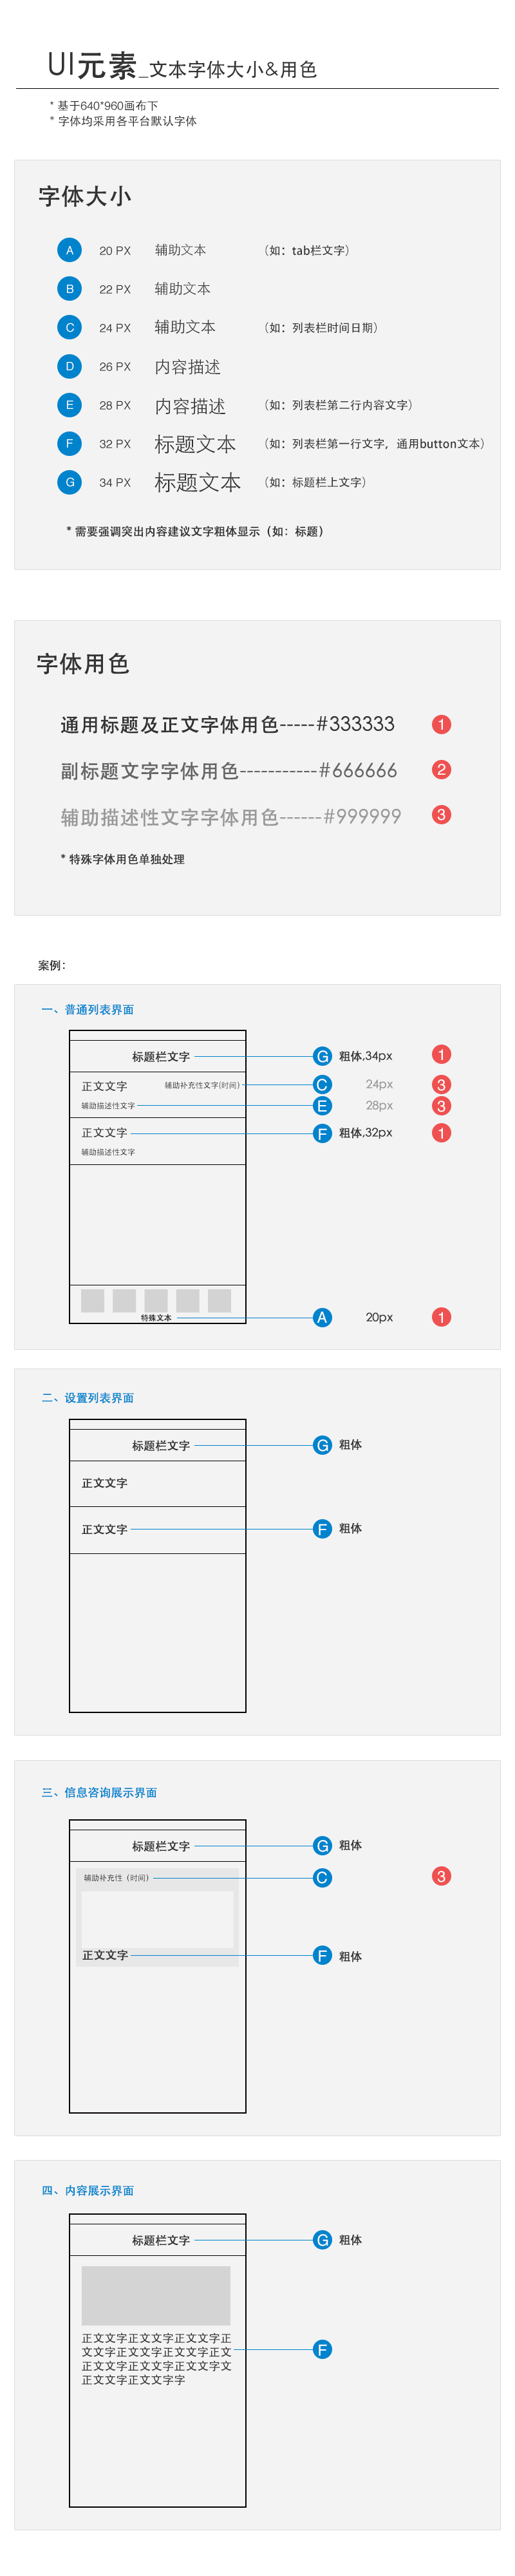 UI元素_文本字体大小&用色
* 基于640*960画布下
* 字体均采用各平台默认字体
字体大小
A 20 PX 辅助文本 （如：tab栏文字）
B 22 PX 辅助文本
C 24 PX 辅助文本 （如：列表栏时间日期）
D 26 PX 内容描述
E 28 PX 内容描述 （如：列表栏第二行内容文字）
F 32 PX 标题文本 （如：列表栏第一行文字，通用button文本）
G 34 PX 标题文本 （如：标题栏上文字）
* 需要强调突出内容建议文字粗体显示（如：标题）
字体用色
通用标题及正文字体用色-----#333333 1
副标题文字字体用色-----------#666666 2
辅助描述性文字字体用色------#999999 3
* 特殊字体用色单独处理
案例：
一、普通列表界面
标题栏文字 G 粗体,34px 1
正文文字 辅助补充性文字(时间) C 24px 3
辅助描述性文字 E 28px 3
正文文字 F 粗体,32px 1
辅助描述性文字
特殊文本 A 20px 1
二、设置列表界面
标题栏文字 G 粗体
正文文字
正文文字 F 粗体
三、信息咨询展示界面
标题栏文字 G 粗体
辅助补充性（时间） C 3
正文文字 F 粗体
四、内容展示界面
标题栏文字 G 粗体
正文文字正文文字正文文字正
文文字正文文字正文文字正文 F
正文文字正文文字正文文字文
正文文字正文文字字